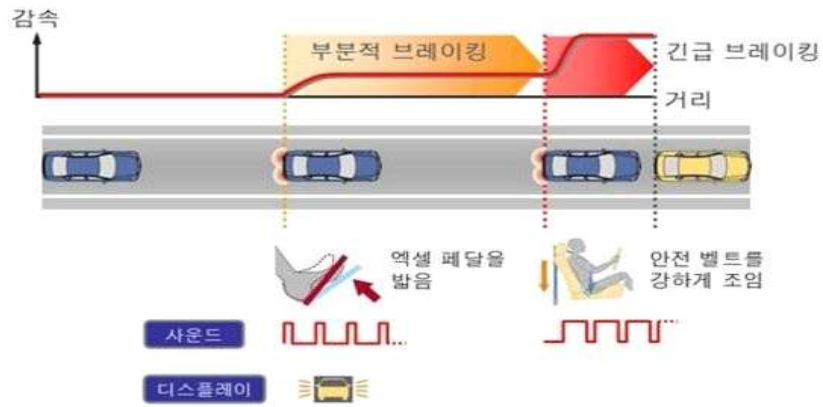 감속
부분적 브레이킹
긴급 브레이킹
거리
엑셀 페달을
밟음
안전 벨트를
강하게 조임
사운드
디스플레이